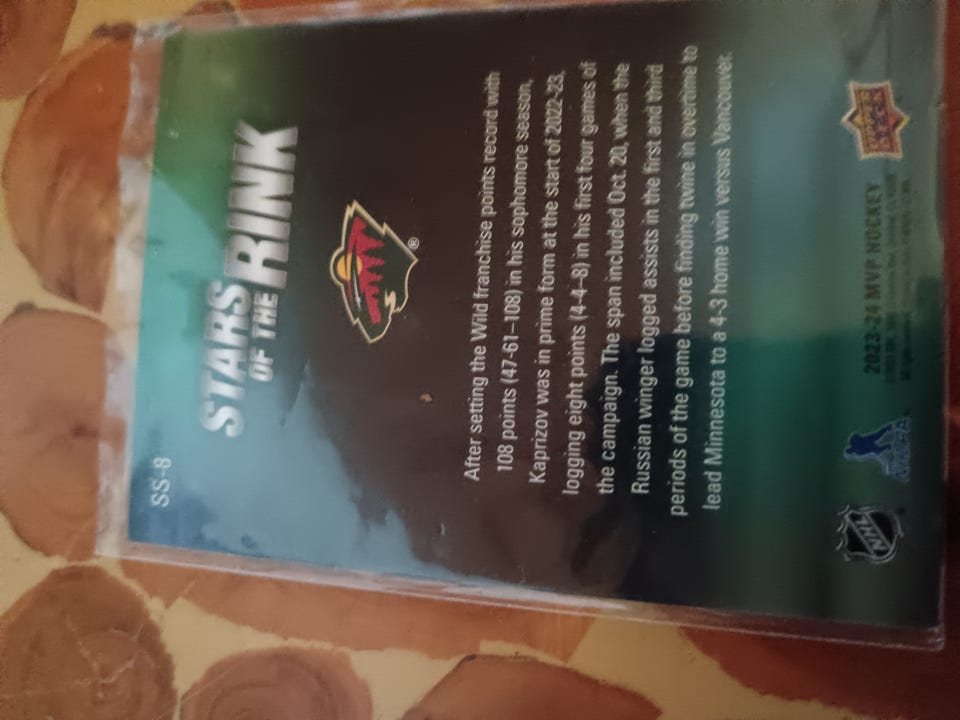 SS-8
STARS
OF THE RINK
®
After setting the Wild franchise points record with
108 points (47-61–108) in his sophomore season,
Kaprizov was in prime form at the start of 2022-23,
logging eight points (4-4–8) in his first four games of
the campaign. The span included Oct. 20, when the
Russian winger logged assists in the first and third
periods of the game before finding twine in overtime to
lead Minnesota to a 4-3 home win versus Vancouver.
NHL
NHLPA
2023-24 MVP HOCKEY
UPPER DECK